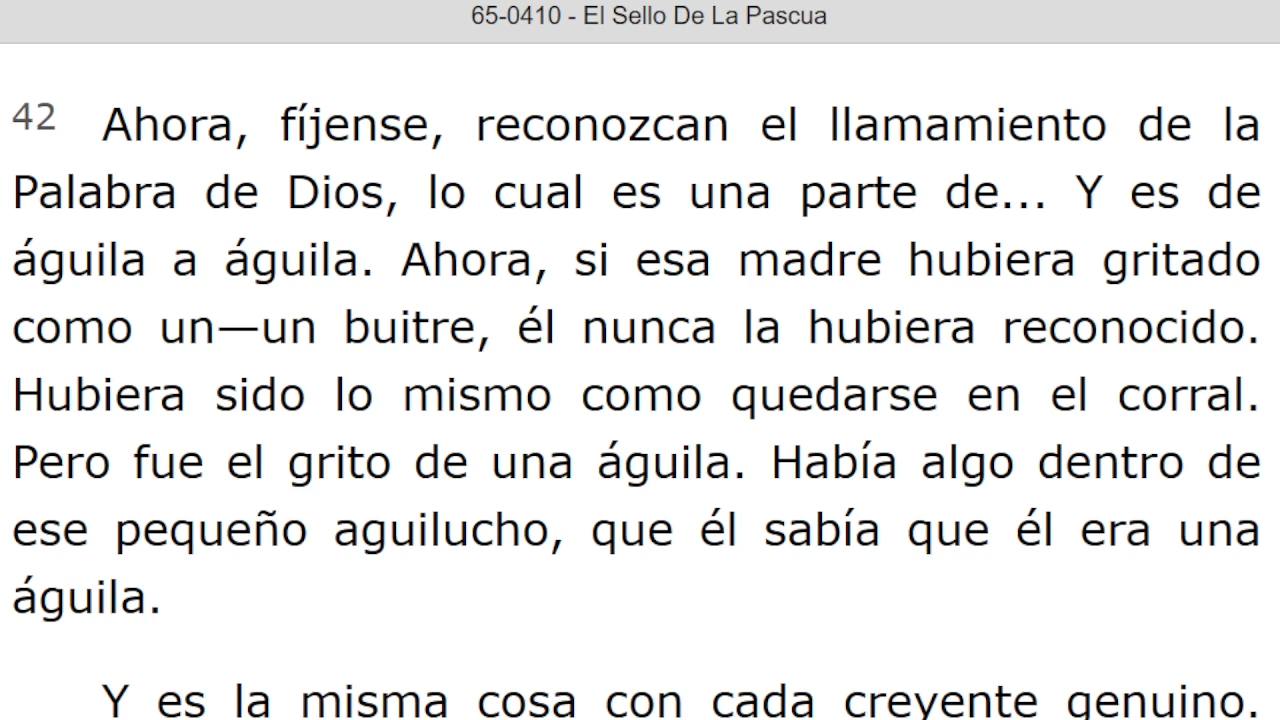 65-0410 - El Sello De La Pascua
42 Ahora, fíjense, reconozcan el llamamiento de la
Palabra de Dios, lo cual es una parte de... Y es de
águila a águila. Ahora, si esa madre hubiera gritado
como un—un buitre, él nunca la hubiera reconocido.
Hubiera sido lo mismo como quedarse en el corral.
Pero fue el grito de una águila. Había algo dentro de
ese pequeño aguilucho, que él sabía que él era una
águila.
Y es la misma cosa con cada creyente genuino.